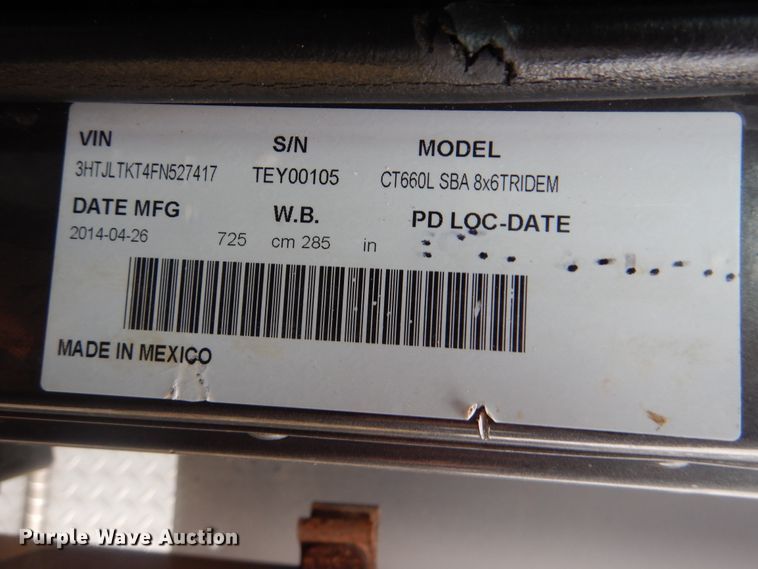 VIN S/N MODEL
3HTJLTKT4FN527417 TEY00105 CT660L SBA 8x6TRIDEM
DATE MFG W.B. PD LOC-DATE
2014-04-26 725 cm 285 in
MADE IN MEXICO
Purple Wave Auction